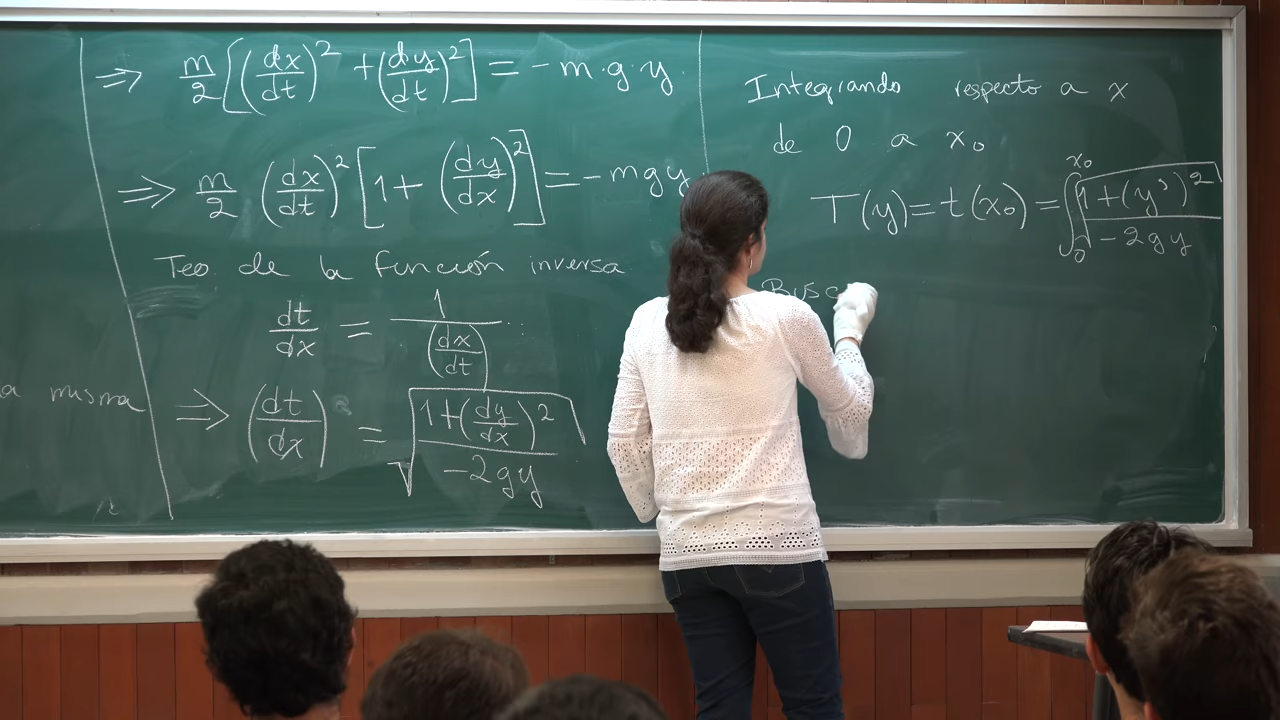 ⇒ m/2 [(dx/dt)² + (dy/dt)²] = -m·g·y.
⇒ m/2 (dx/dt)² [1 + (dy/dx)²] = -mgy.
Teo. de la función inversa
dt/dx = 1/(dx/dt)
⇒ (dt/dx) = √((1+(dy/dx)²)/(-2gy))
a misma
Integrando respecto a x
de 0 a x₀
T(y) = t(x₀) = ∫₀^x₀ √((1+(y')²)/(-2gy))
Busc